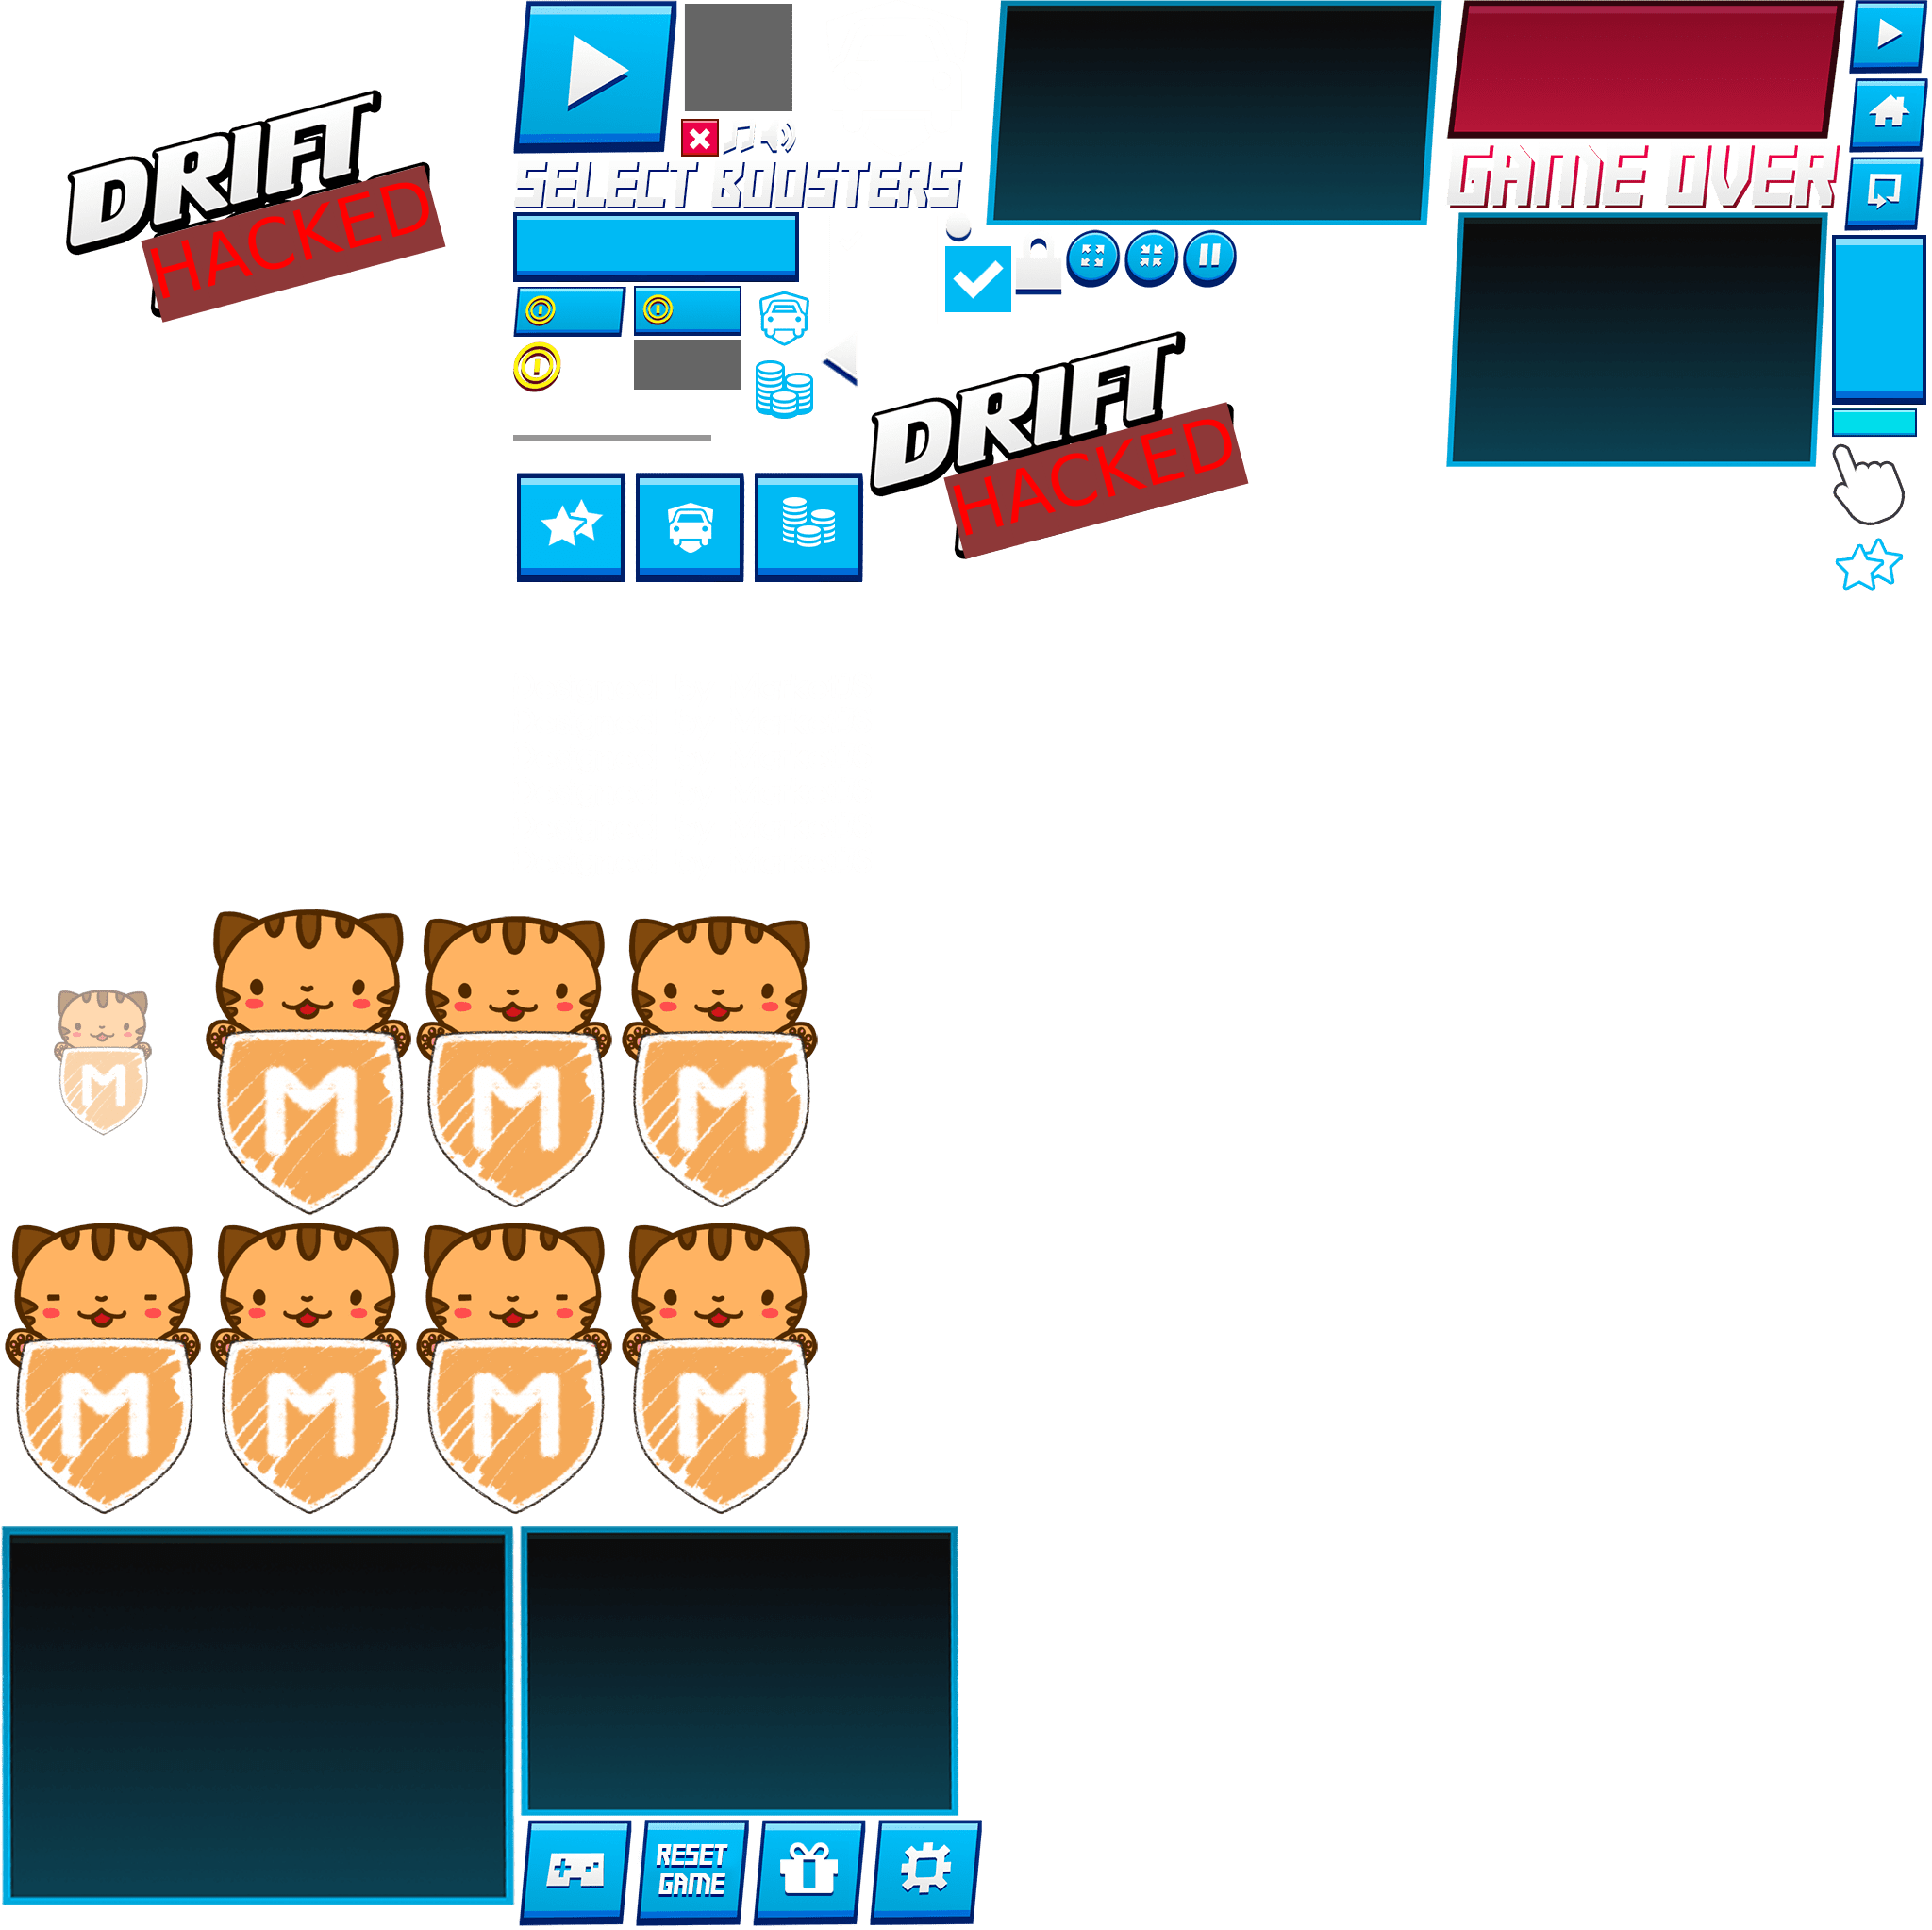 DRIFT
HACKED
SELECT BOOSTERS
GAME OVER
DRIFT
HACKED
M
M
M
M
M
M
M
M
RESET
GAME